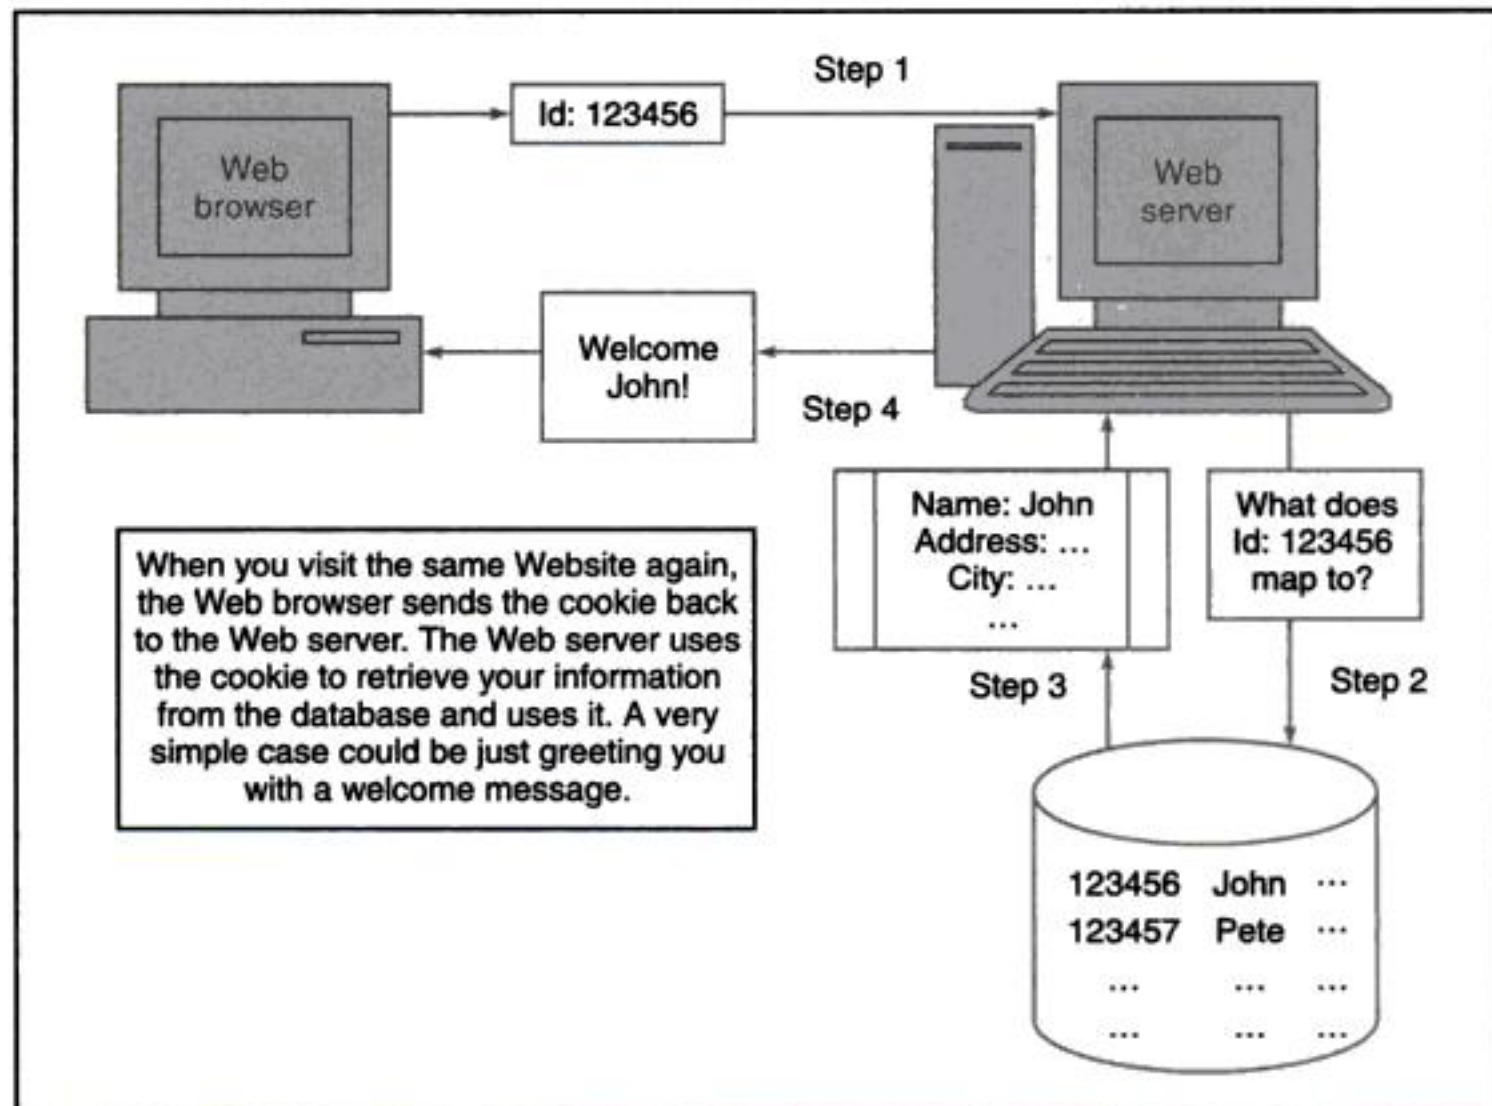 Step 1
Id: 123456
Web
browser
Web
server
Welcome
John!
Step 4
Name: John
Address: ...
City: ...
...
What does
Id: 123456
map to?
Step 3
Step 2
When you visit the same Website again,
the Web browser sends the cookie back
to the Web server. The Web server uses
the cookie to retrieve your information
from the database and uses it. A very
simple case could be just greeting you
with a welcome message.
123456 John ...
123457 Pete ...
... ... ...
... ... ...